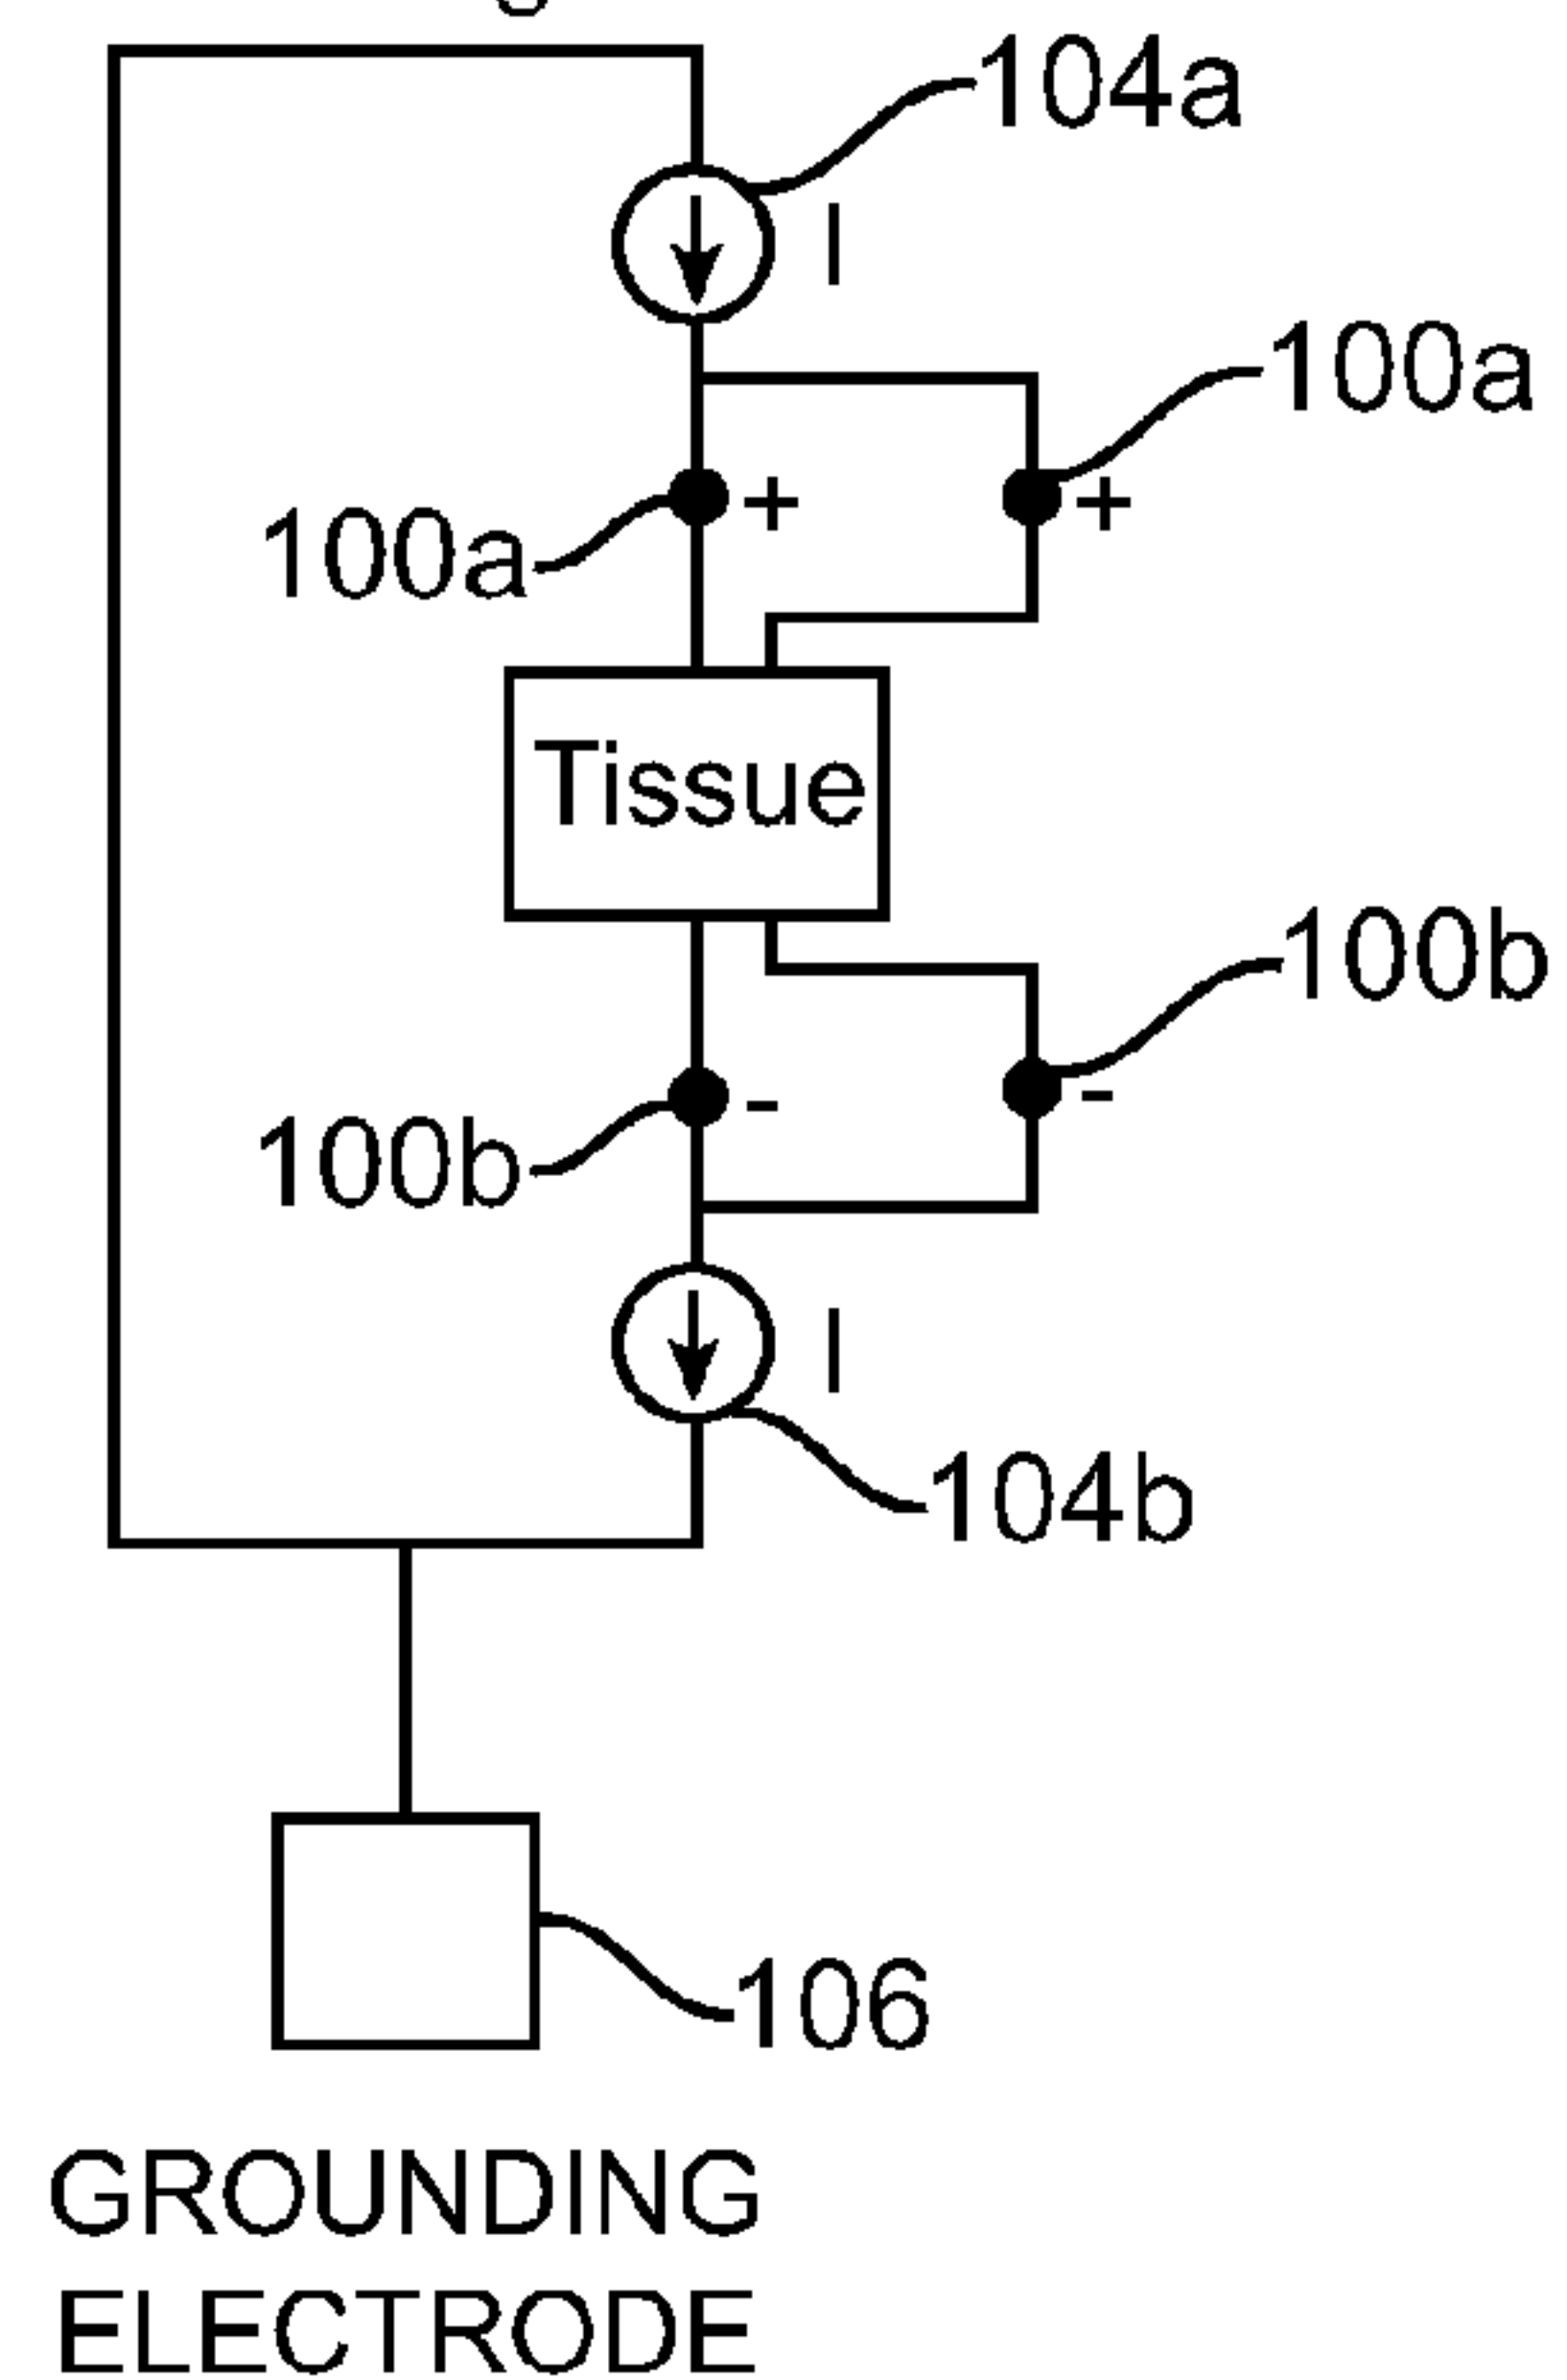 104a
I
100a
+
+
100a
Tissue
100b
-
-
100b
I
104b
106
GROUNDING
ELECTRODE